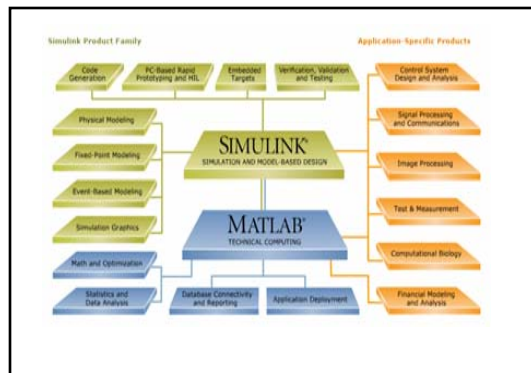 Simulink Product Family
Application-Specific Products
Code
Generation
PC-Based Rapid
Prototyping and HIL
Embedded
Targets
Verification, Validation
and Testing
Control System
Design and Analysis
Physical Modeling
Signal Processing
and Communications
Fixed-Point Modeling
SIMULINK®
SIMULATION AND MODEL-BASED DESIGN
Image Processing
Event-Based Modeling
Test & Measurement
Simulation Graphics
MATLAB®
TECHNICAL COMPUTING
Math and Optimization
Computational Biology
Statistics and
Data Analysis
Database Connectivity
and Reporting
Application Deployment
Financial Modeling
and Analysis